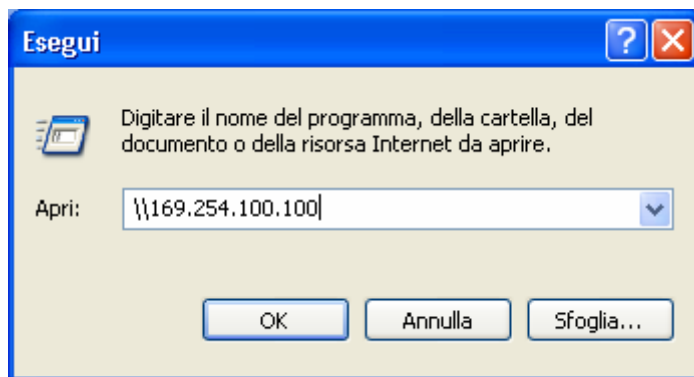 Esegui
Digitare il nome del programma, della cartella, del
documento o della risorsa Internet da aprire.
Apri: \\169.254.100.100
OK Annulla Sfoglia...